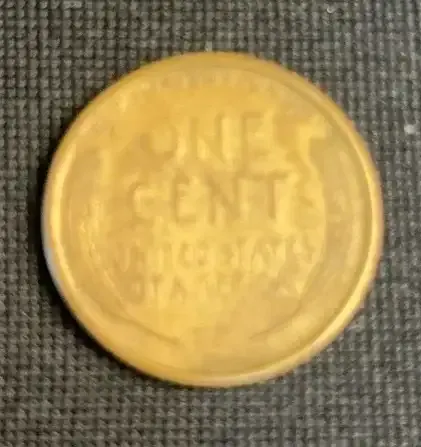 ONE
CENT
UNITED STATES
OF AMERICA